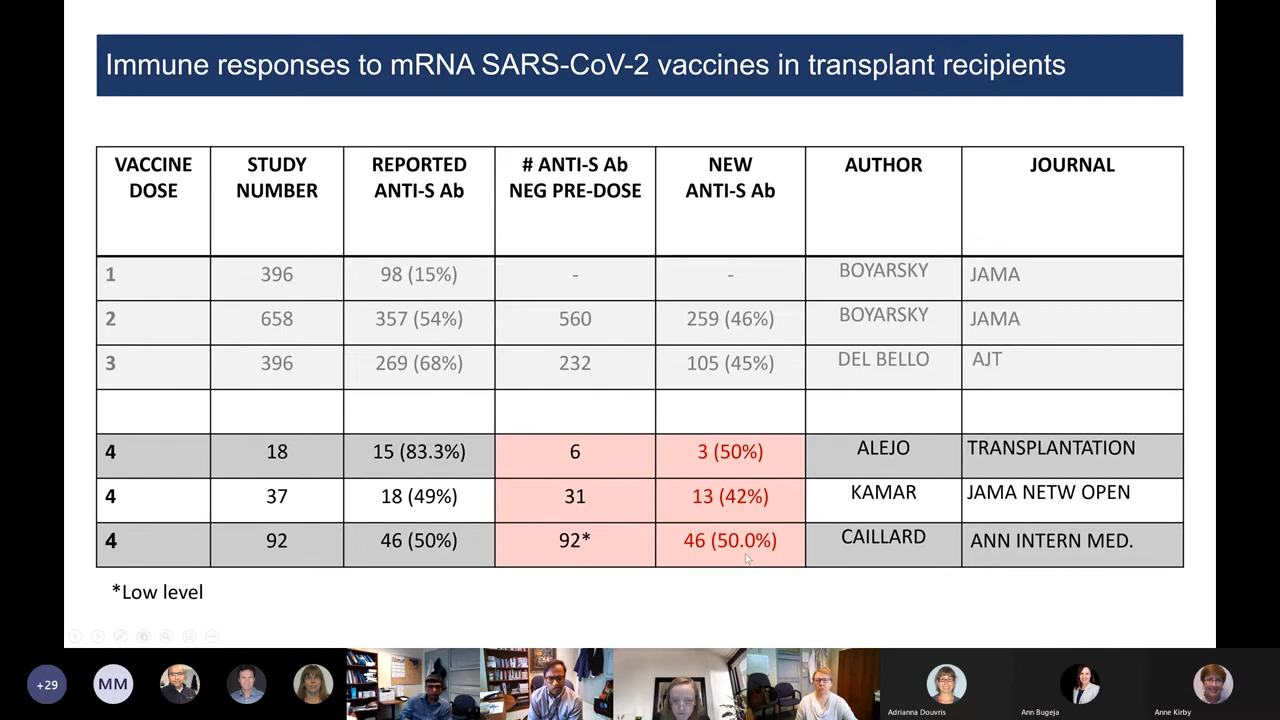 Immune responses to mRNA SARS-CoV-2 vaccines in transplant recipients
VACCINE DOSE STUDY NUMBER REPORTED ANTI-S Ab # ANTI-S Ab NEG PRE-DOSE NEW ANTI-S Ab AUTHOR JOURNAL
1 396 98 (15%) - - BOYARSKY JAMA
2 658 357 (54%) 560 259 (46%) BOYARSKY JAMA
3 396 269 (68%) 232 105 (45%) DEL BELLO AJT
4 18 15 (83.3%) 6 3 (50%) ALEJO TRANSPLANTATION
4 37 18 (49%) 31 13 (42%) KAMAR JAMA NETW OPEN
4 92 46 (50%) 92* 46 (50.0%) CAILLARD ANN INTERN MED.
*Low level
+29 MM
Adrianna Douvris Ann Bugeja Anne Kirby